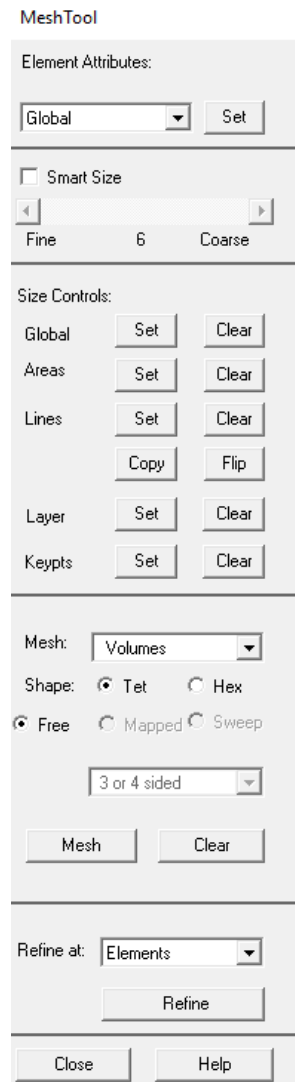 MeshTool
Element Attributes:
Global Set
Smart Size
Fine 6 Coarse
Size Controls:
Global Set Clear
Areas Set Clear
Lines Set Clear
Copy Flip
Layer Set Clear
Keypts Set Clear
Mesh: Volumes
Shape: Tet Hex
Free Mapped Sweep
3 or 4 sided
Mesh Clear
Refine at: Elements
Refine
Close Help